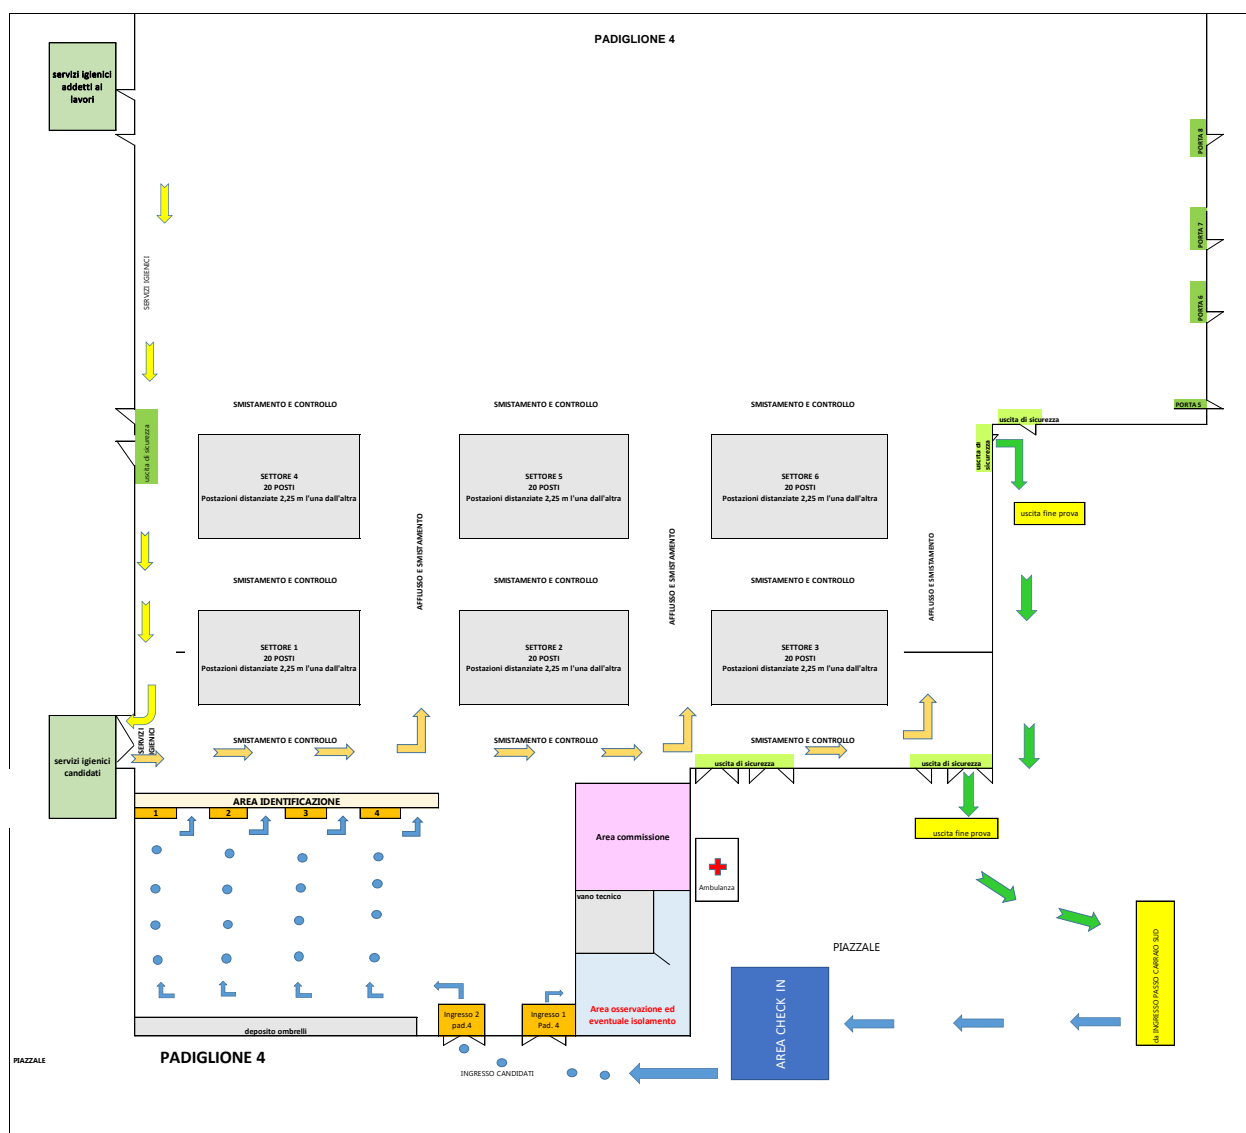 PADIGLIONE 4
servizi igienici
addetti ai
lavori
PORTA 8
PORTA 7
PORTA 6
PORTA 5
SERVIZI IGIENICI
SMISTAMENTO E CONTROLLO
SMISTAMENTO E CONTROLLO
SMISTAMENTO E CONTROLLO
uscita di sicurezza
uscita di sicurezza
uscita di
sicurezza
SETTORE 4
20 POSTI
Postazioni distanziate 2,25 m l'una dall'altra
SETTORE 5
20 POSTI
Postazioni distanziate 2,25 m l'una dall'altra
SETTORE 6
20 POSTI
Postazioni distanziate 2,25 m l'una dall'altra
uscita fine prova
AFFLUSSO E SMISTAMENTO
AFFLUSSO E SMISTAMENTO
AFFLUSSO E SMISTAMENTO
SMISTAMENTO E CONTROLLO
SMISTAMENTO E CONTROLLO
SMISTAMENTO E CONTROLLO
SETTORE 1
20 POSTI
Postazioni distanziate 2,25 m l'una dall'altra
SETTORE 2
20 POSTI
Postazioni distanziate 2,25 m l'una dall'altra
SETTORE 3
20 POSTI
Postazioni distanziate 2,25 m l'una dall'altra
servizi igienici
candidati
SERVIZI
IGIENICI
SMISTAMENTO E CONTROLLO
SMISTAMENTO E CONTROLLO
SMISTAMENTO E CONTROLLO
uscita di sicurezza
uscita di sicurezza
AREA IDENTIFICAZIONE
1
2
3
4
Area commissione
uscita fine prova
Ambulanza
vano tecnico
PIAZZALE
da INGRESSO PASSO CARRAIO SUD
AREA CHECK IN
Area osservazione ed
eventuale isolamento
Ingresso 2
pad.4
Ingresso 1
Pad. 4
deposito ombrelli
PIAZZALE
PADIGLIONE 4
INGRESSO CANDIDATI